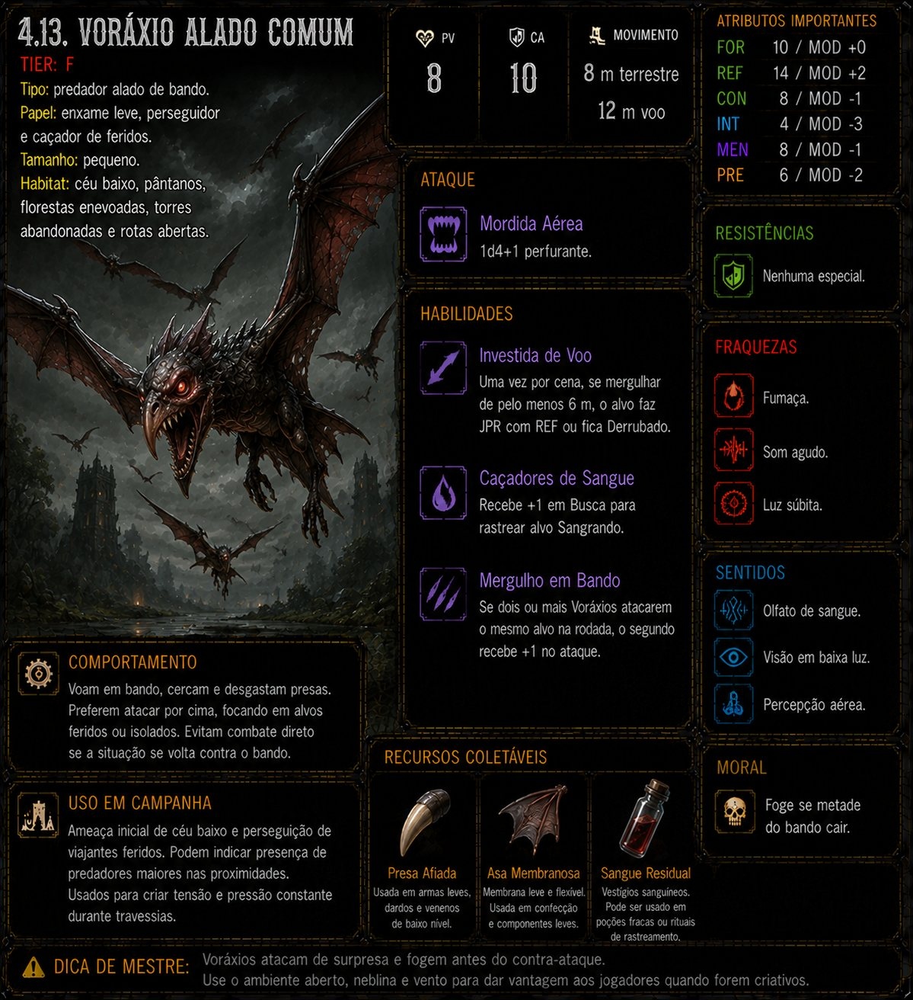 4.13. VORÁXIO ALADO COMUM
TIER: F
Tipo: predador alado de bando.
Papel: enxame leve, perseguidor
e caçador de feridos.
Tamanho: pequeno.
Habitat: céu baixo, pântanos,
florestas enevoadas, torres
abandonadas e rotas abertas.
PV
8
CA
10
MOVIMENTO
8 m terrestre
12 m voo
ATAQUE
Mordida Aérea
1d4+1 perfurante.
HABILIDADES
Investida de Voo
Uma vez por cena, se mergulhar
de pelo menos 6 m, o alvo faz
JPR com REF ou fica Derrubado.
Caçadores de Sangue
Recebe +1 em Busca para
rastrear alvo Sangrando.
Mergulho em Bando
Se dois ou mais Voráxios atacarem
o mesmo alvo na rodada, o segundo
recebe +1 no ataque.
ATRIBUTOS IMPORTANTES
FOR 10 / MOD +0
REF 14 / MOD +2
CON 8 / MOD -1
INT 4 / MOD -3
MEN 8 / MOD -1
PRE 6 / MOD -2
RESISTÊNCIAS
Nenhuma especial.
FRAQUEZAS
Fumaça.
Som agudo.
Luz súbita.
SENTIDOS
Olfato de sangue.
Visão em baixa luz.
Percepção aérea.
MORAL
Foge se metade
do bando cair.
COMPORTAMENTO
Voam em bando, cercam e desgastam presas.
Preferem atacar por cima, focando em alvos
feridos ou isolados. Evitam combate direto
se a situação se volta contra o bando.
USO EM CAMPANHA
Ameaça inicial de céu baixo e perseguição de
viajantes feridos. Podem indicar presença de
predadores maiores nas proximidades.
Usados para criar tensão e pressão constante
durante travessias.
RECURSOS COLETÁVEIS
Presa Afiada
Usada em armas leves,
dardos e venenos
de baixo nível.
Asa Membranosa
Membrana leve e flexível.
Usada em confecção
e componentes leves.
Sangue Residual
Vestígios sanguíneos.
Pode ser usado em
poções fracas ou rituais
de rastreamento.
DICA DE MESTRE:
Voráxios atacam de surpresa e fogem antes do contra-ataque.
Use o ambiente aberto, neblina e vento para dar vantagem aos jogadores quando forem criativos.